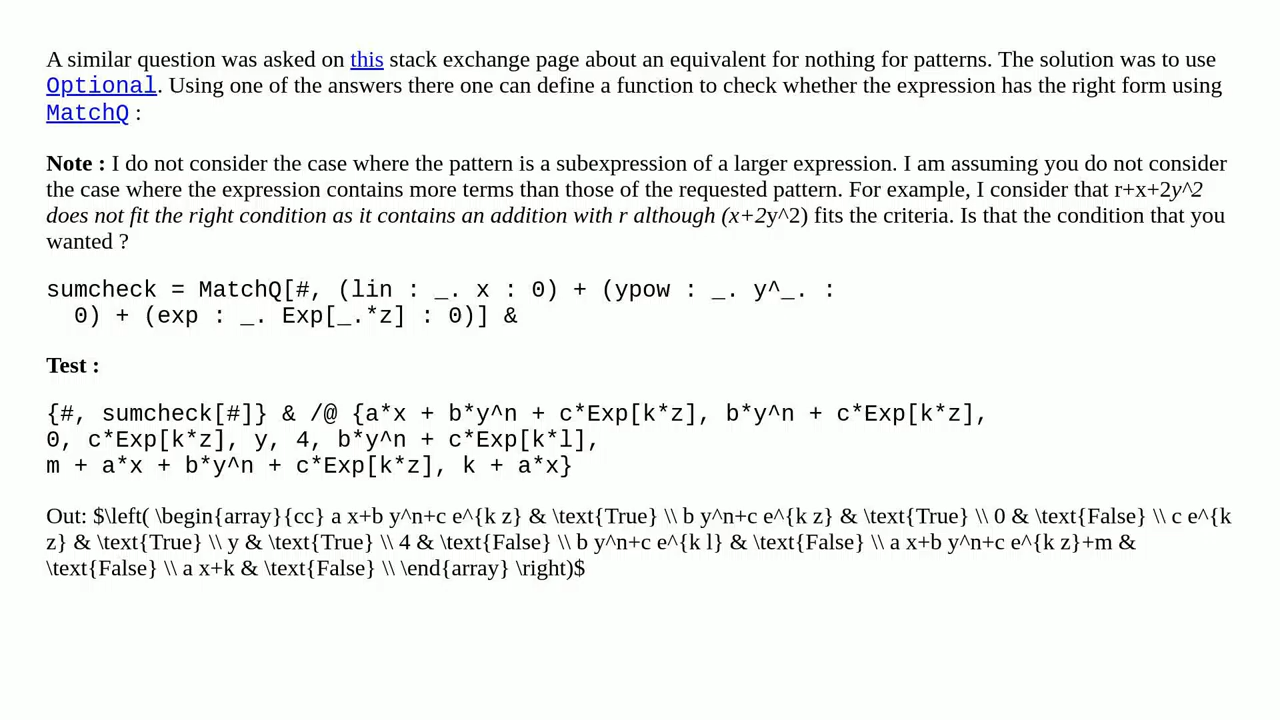 A similar question was asked on this stack exchange page about an equivalent for nothing for patterns. The solution was to use
Optional. Using one of the answers there one can define a function to check whether the expression has the right form using
MatchQ :
Note : I do not consider the case where the pattern is a subexpression of a larger expression. I am assuming you do not consider
the case where the expression contains more terms than those of the requested pattern. For example, I consider that r+x+2y^2
does not fit the right condition as it contains an addition with r although (x+2y^2) fits the criteria. Is that the condition that you
wanted ?
sumcheck = MatchQ[#, (lin : _. x : 0) + (ypow : _. y^_. :
  0) + (exp : _. Exp[_.*z] : 0)] &
Test :
{#, sumcheck[#]} & /@ {a*x + b*y^n + c*Exp[k*z], b*y^n + c*Exp[k*z],
0, c*Exp[k*z], y, 4, b*y^n + c*Exp[k*l],
m + a*x + b*y^n + c*Exp[k*z], k + a*x}
Out: $\left( \begin{array}{cc} a x+b y^n+c e^{k z} & \text{True} \\ b y^n+c e^{k z} & \text{True} \\ 0 & \text{False} \\ c e^{k
z} & \text{True} \\ y & \text{True} \\ 4 & \text{False} \\ b y^n+c e^{k l} & \text{False} \\ a x+b y^n+c e^{k z}+m &
\text{False} \\ a x+k & \text{False} \\ \end{array} \right)$